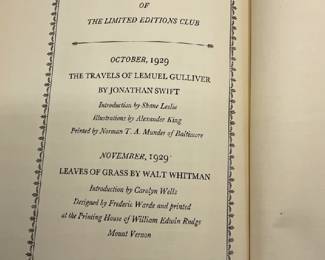 OF
THE LIMITED EDITIONS CLUB
OCTOBER, 1929
THE TRAVELS OF LEMUEL GULLIVER
BY JONATHAN SWIFT
Introduction by Shane Leslie
Illustrations by Alexander King
Printed by Norman T. A. Munder of Baltimore
NOVEMBER, 1929
LEAVES OF GRASS BY WALT WHITMAN
Introduction by Carolyn Wells
Designed by Frederic Warde and printed
at the Printing House of William Edwin Rudge
Mount Vernon